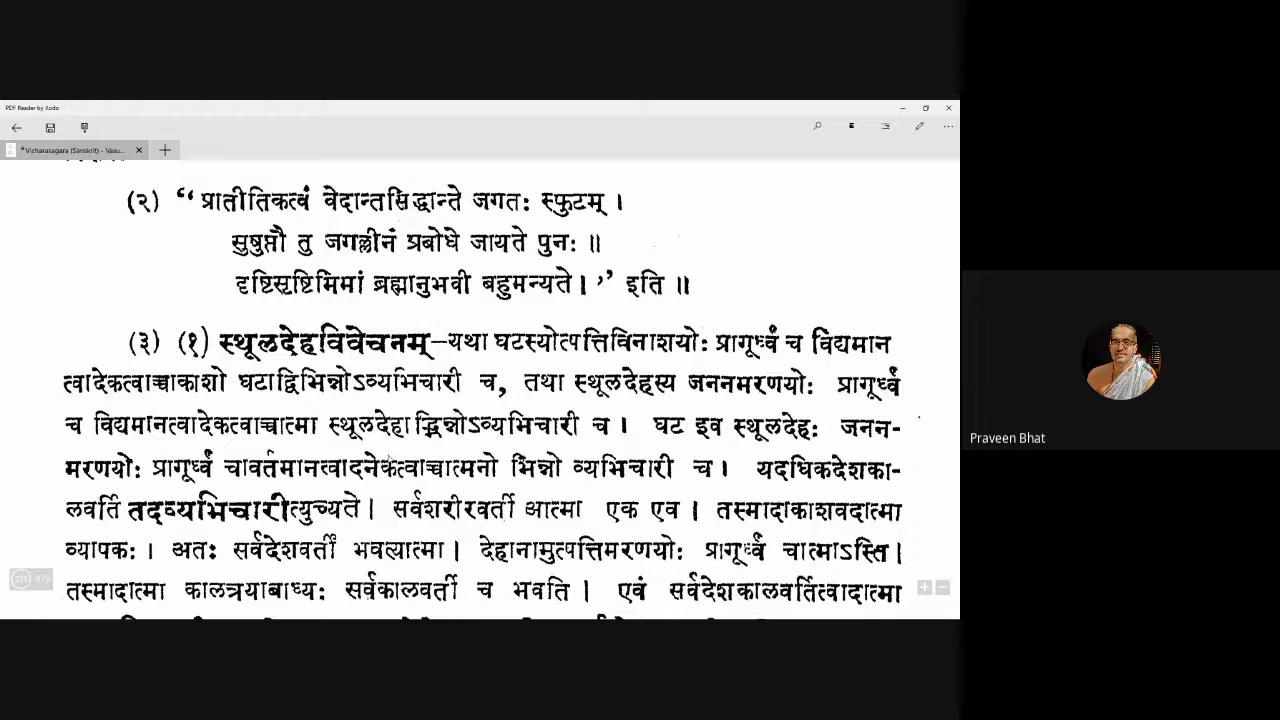 PDF Reader by Xodo
*Vicharasagara (Sanskrit) - Vasu...
(२) “ प्रातीतिकत्वं वेदान्तसिद्धान्ते जगतः स्फुटम् ।
सुषुप्तौ तु जगल्लीनं प्रबोधे जायते पुनः ॥
दृष्टिसृष्टिमिमां ब्रह्मानुभवी बहुमन्यते । ” इति ॥
(३) (१) स्थूलदेहविवेचनम्–यथा घटस्योत्पत्तिविनाशयोः प्रागूर्ध्वं च विद्यमान
त्वादेकत्वाच्चाकाशो घटाद्विभिन्नोऽव्यभिचारी च, तथा स्थूलदेहस्य जननमरणयोः प्रागूर्ध्वं
च विद्यमानत्वादेकत्वाच्चात्मा स्थूलदेहाद्भिन्नोऽव्यभिचारी च । घट इव स्थूलदेहः जनन-
मरणयोः प्रागूर्ध्वं चावर्तमानत्वादनेकत्वाच्चात्मनो भिन्नो व्यभिचारी च । यदधिकदेशका-
लवर्ति तदव्यभिचारीत्युच्यते । सर्वशरीरवर्ती आत्मा एक एव । तस्मादाकाशवदात्मा
व्यापकः । अतः सर्वदेशवर्ती भवत्यात्मा । देहानामुत्पत्तिमरणयोः प्रागूर्ध्वं चात्माऽस्ति ।
तस्मादात्मा कालत्रयाबाध्यः सर्वकालवर्ती च भवति । एवं सर्वदेशकालवर्तित्वादात्मा
Praveen Bhat